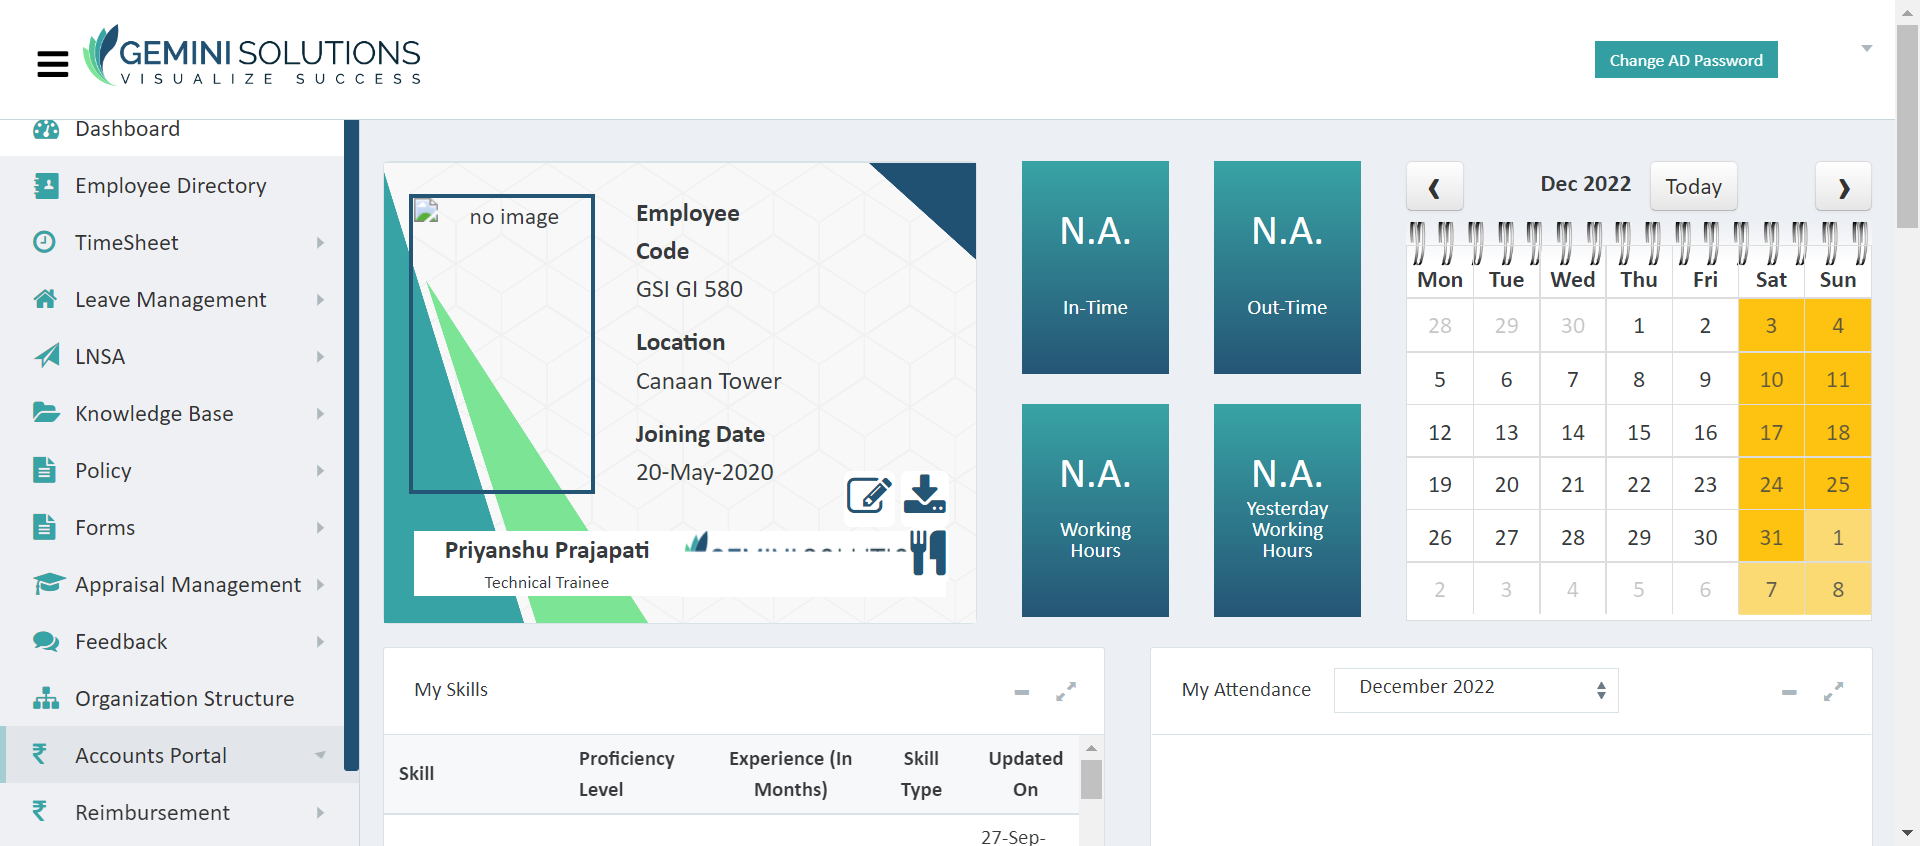 GEMINI SOLUTIONS
VISUALIZE SUCCESS
Change AD Password
Dashboard
Employee Directory
TimeSheet
Leave Management
LNSA
Knowledge Base
Policy
Forms
Appraisal Management
Feedback
Organization Structure
Accounts Portal
Reimbursement
no image
Employee
Code
GSI GI 580
Location
Canaan Tower
Joining Date
20-May-2020
Priyanshu Prajapati
Technical Trainee
N.A.
In-Time
N.A.
Out-Time
N.A.
Working
Hours
N.A.
Yesterday
Working
Hours
Dec 2022
Today
Mon Tue Wed Thu Fri Sat Sun
28 29 30 1 2 3 4
5 6 7 8 9 10 11
12 13 14 15 16 17 18
19 20 21 22 23 24 25
26 27 28 29 30 31 1
2 3 4 5 6 7 8
My Skills
Skill
Proficiency
Level
Experience (In
Months)
Skill
Type
Updated
On
27-Sep-
My Attendance
December 2022